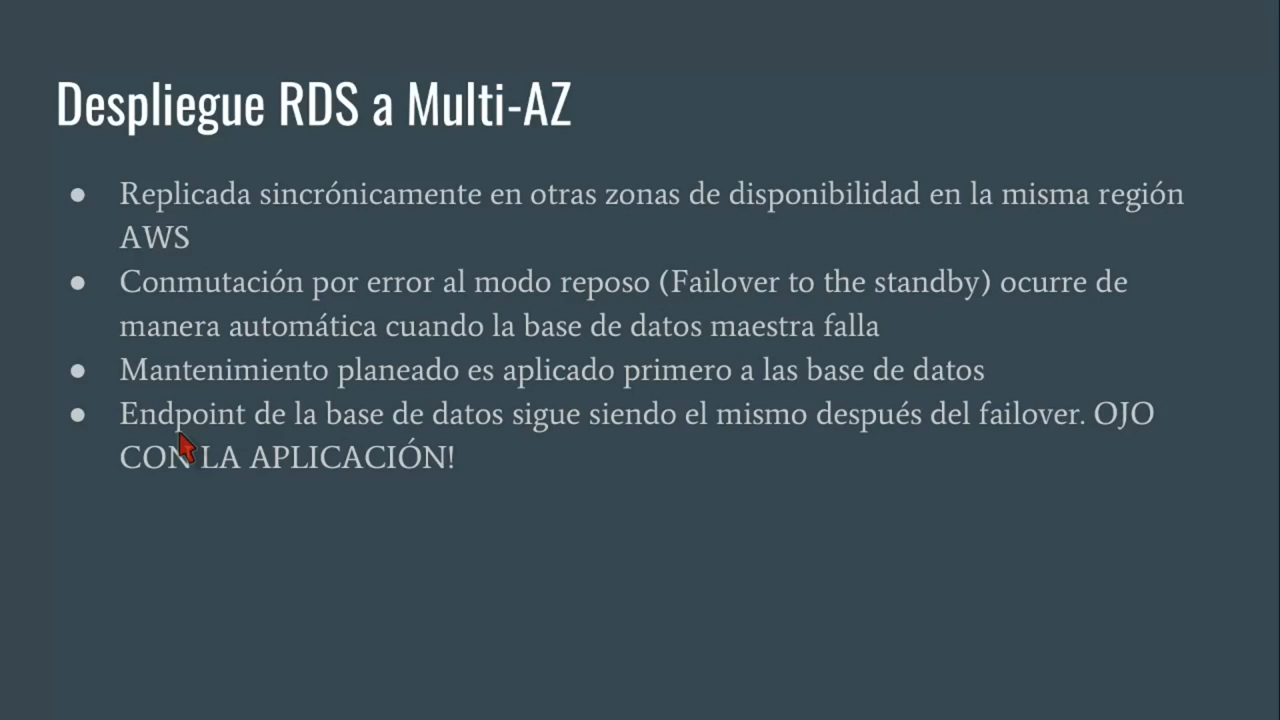 Despliegue RDS a Multi-AZ
● Replicada sincrónicamente en otras zonas de disponibilidad en la misma región
AWS
● Conmutación por error al modo reposo (Failover to the standby) ocurre de
manera automática cuando la base de datos maestra falla
● Mantenimiento planeado es aplicado primero a las base de datos
● Endpoint de la base de datos sigue siendo el mismo después del failover. OJO
CON LA APLICACIÓN!